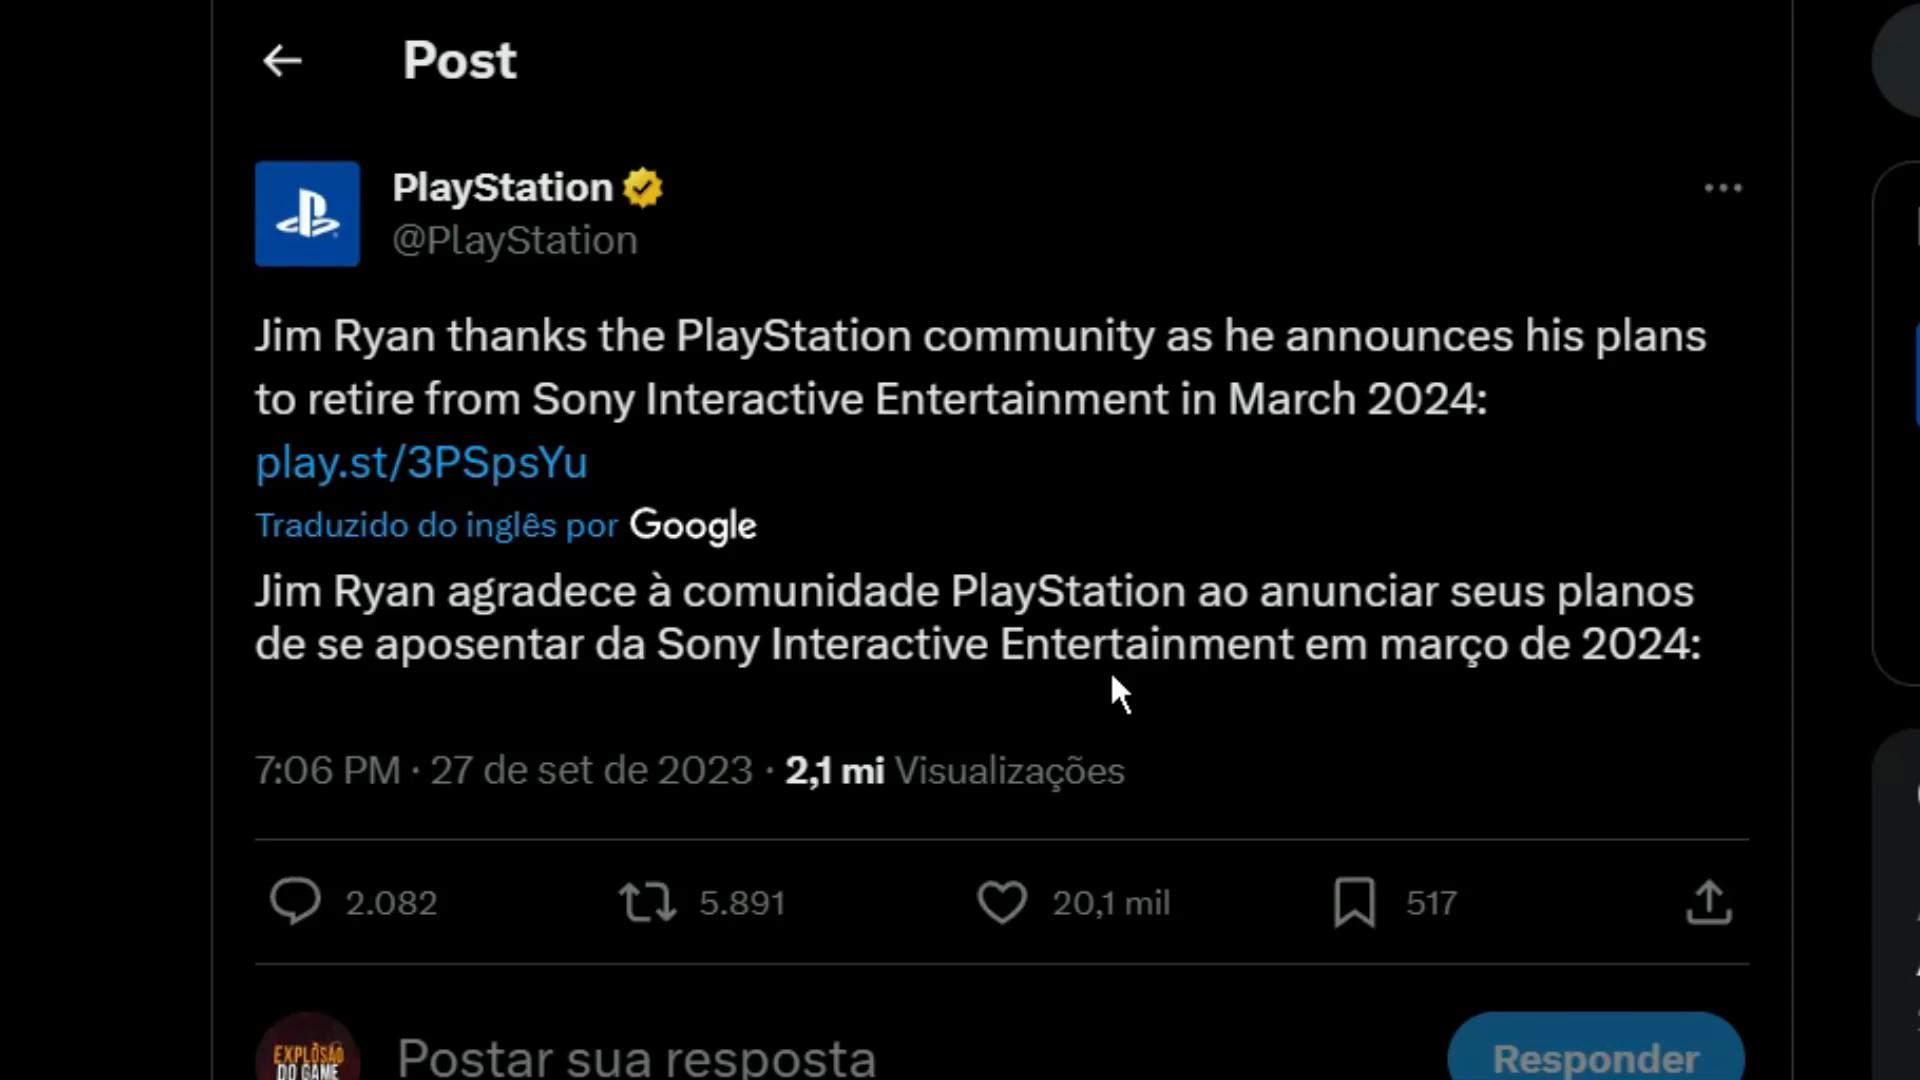 Post
PlayStation
@PlayStation
Jim Ryan thanks the PlayStation community as he announces his plans
to retire from Sony Interactive Entertainment in March 2024:
play.st/3PSpsYu
Traduzido do inglês por Google
Jim Ryan agradece à comunidade PlayStation ao anunciar seus planos
de se aposentar da Sony Interactive Entertainment em março de 2024:
7:06 PM · 27 de set de 2023 · 2,1 mi Visualizações
2.082 5.891 20,1 mil 517
EXPLOSÃO
DO GAME
Postar sua resposta
Responder